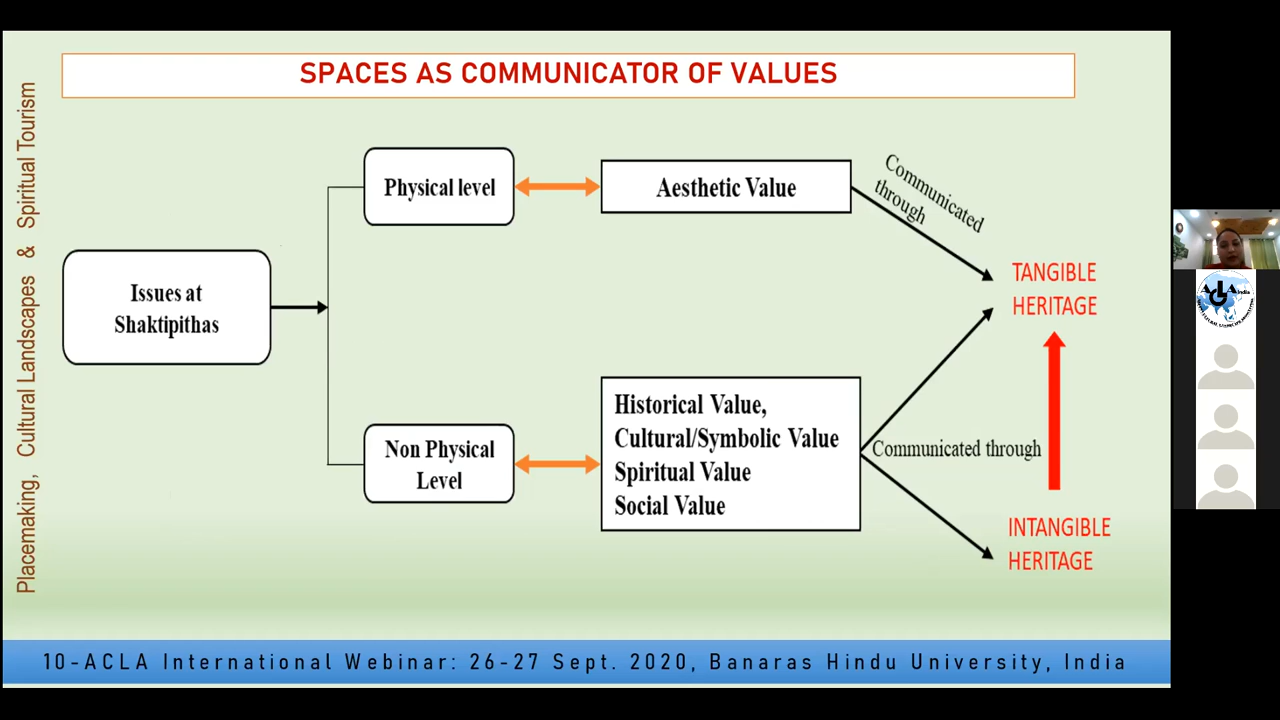 SPACES AS COMMUNICATOR OF VALUES
Placemaking, Cultural Landscapes & Spiritual Tourism
Issues at
Shaktipithas
Physical level
Aesthetic Value
Communicated
through
TANGIBLE
HERITAGE
Non Physical
Level
Historical Value,
Cultural/Symbolic Value
Spiritual Value
Social Value
Communicated through
INTANGIBLE
HERITAGE
10-ACLA International Webinar: 26-27 Sept. 2020, Banaras Hindu University, India
ACLA
India